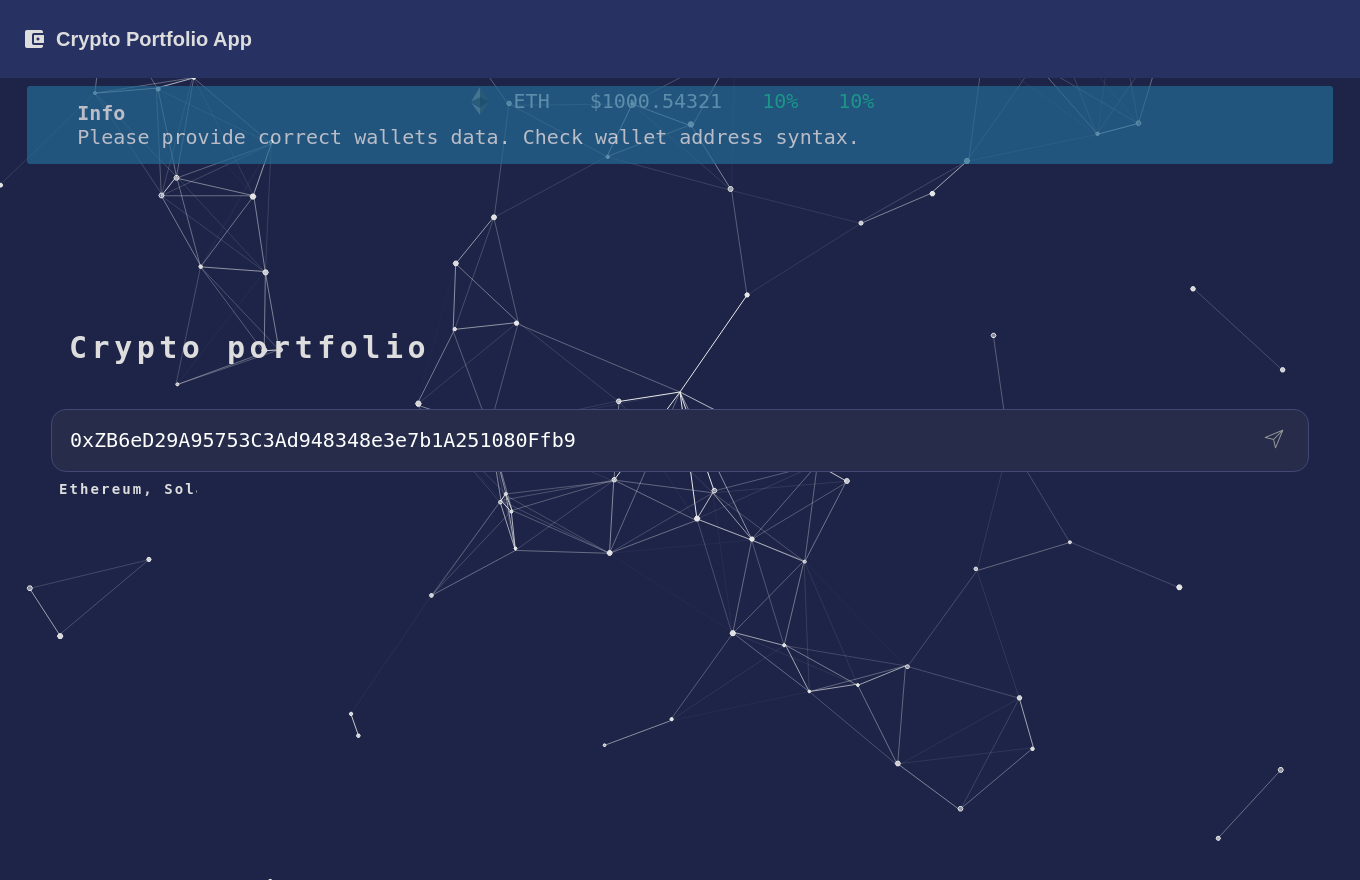 Crypto Portfolio App
ETH $1000.54321 10% 10%
Info
Please provide correct wallets data. Check wallet address syntax.
Crypto portfolio
0xZB6eD29A95753C3Ad948348e3e7b1A251080Ffb9
Ethereum, Sol